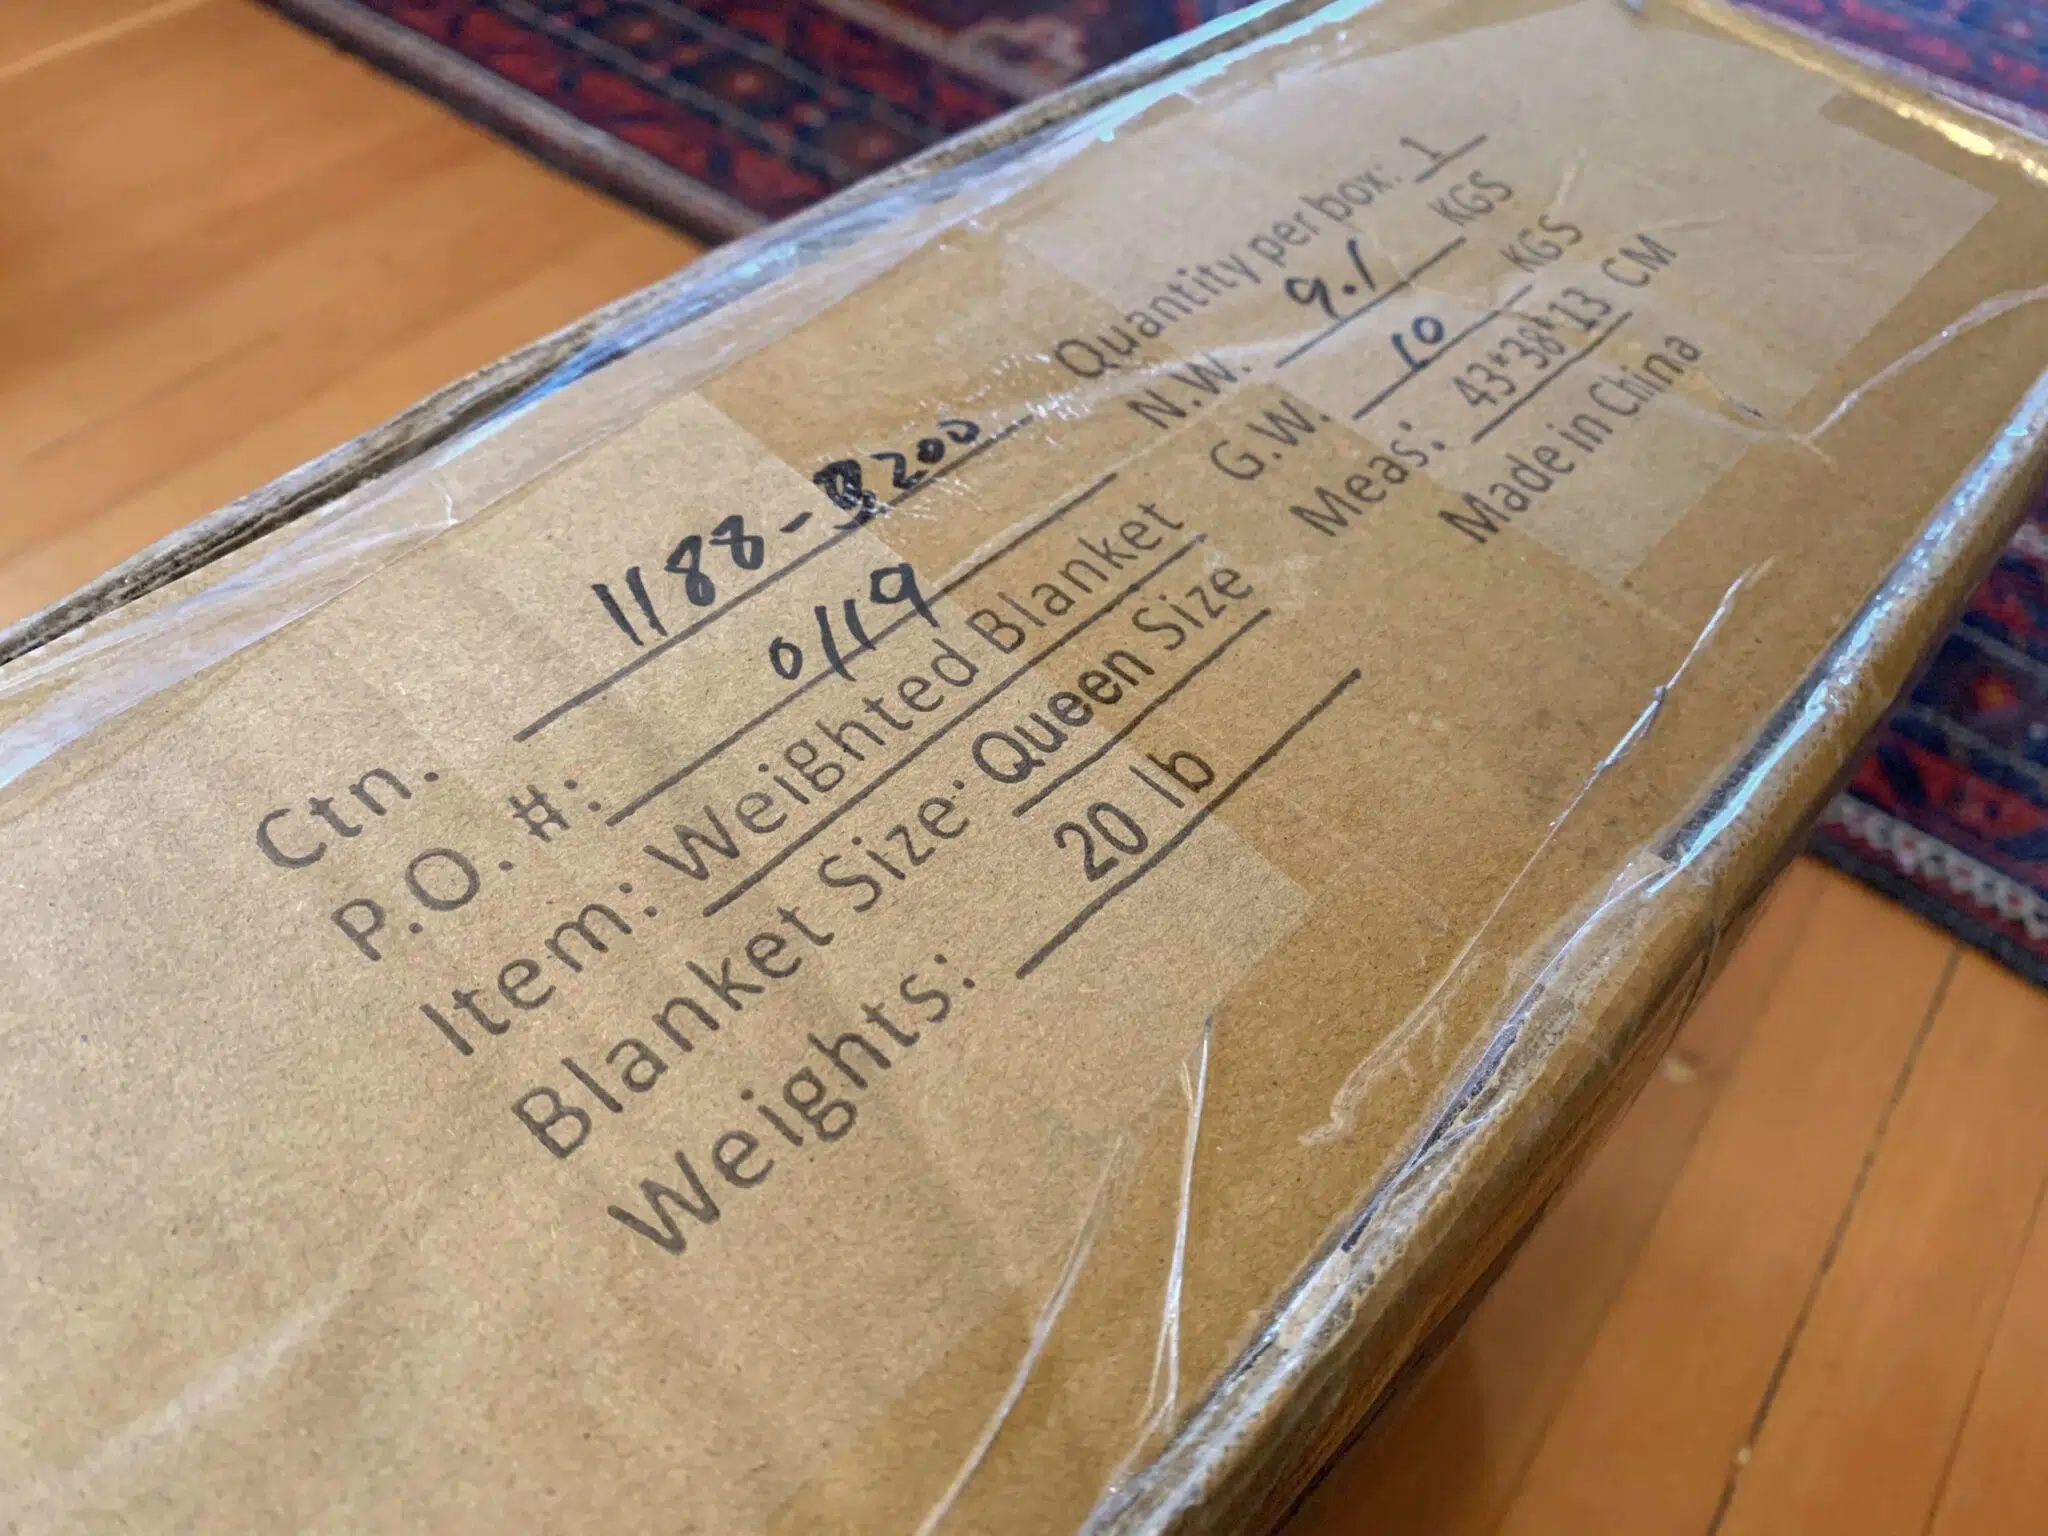 Ctn. 1188-3200
P.O. #: 0119
Item: Weighted Blanket
Blanket Size: Queen Size
Weights: 20 lb
Quantity per box: 1
N.W. 9.1 KGS
G.W. 10 KGS
Meas: 43*38*13 CM
Made in China